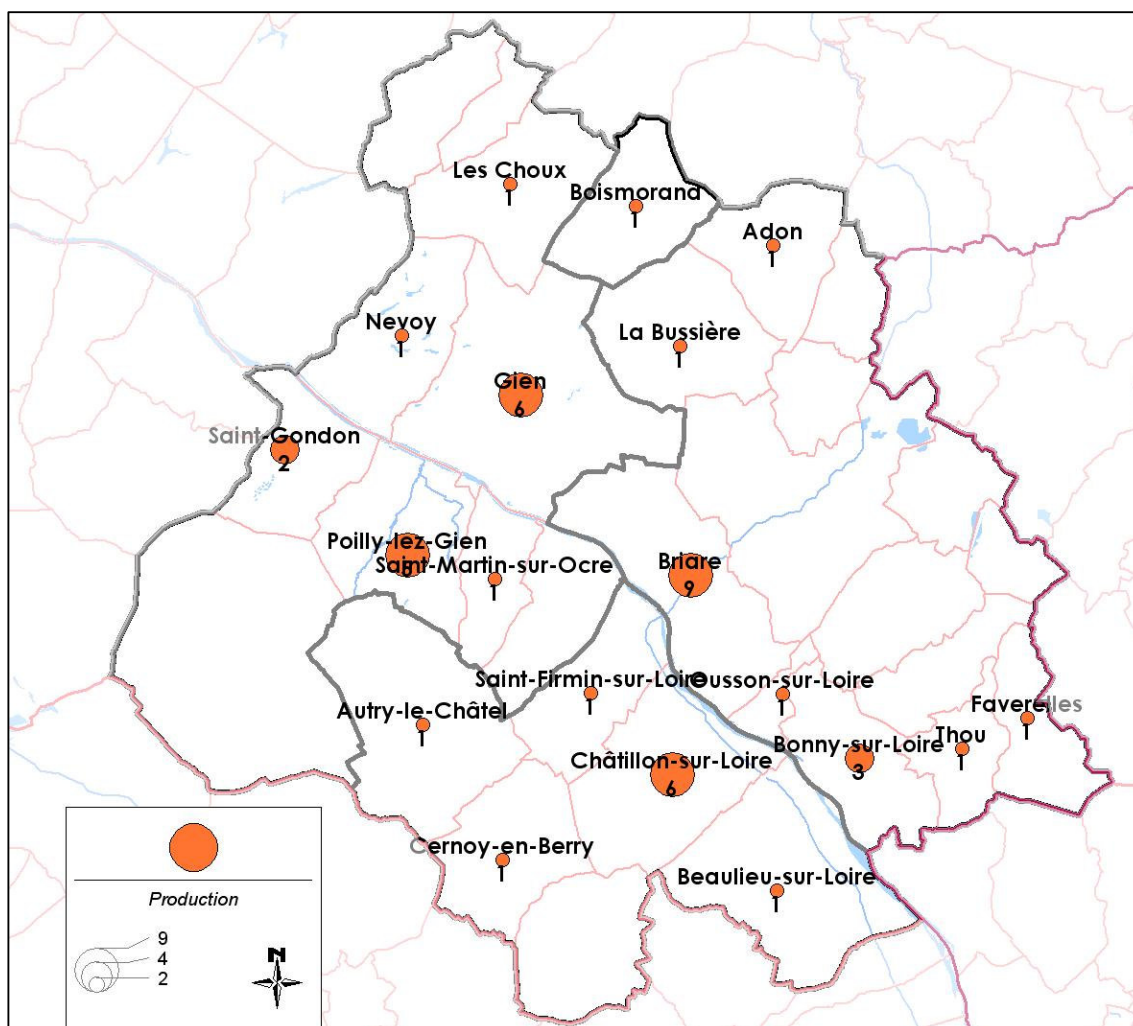 Les Choux
1
Boismorand
1
Adon
1
Nevoy
1
La Bussière
1
Gien
6
Saint-Gondon
2
Poilly-lez-Gien
Saint-Martin-sur-Ocre
1
Briare
9
Saint-Firmin-sur-Loire
1
Ousson-sur-Loire
1
Autry-le-Châtel
1
Faverelles
1
Thou
1
Bonny-sur-Loire
3
Châtillon-sur-Loire
6
Cernoy-en-Berry
1
Beaulieu-sur-Loire
1
Production
9
4
2
N